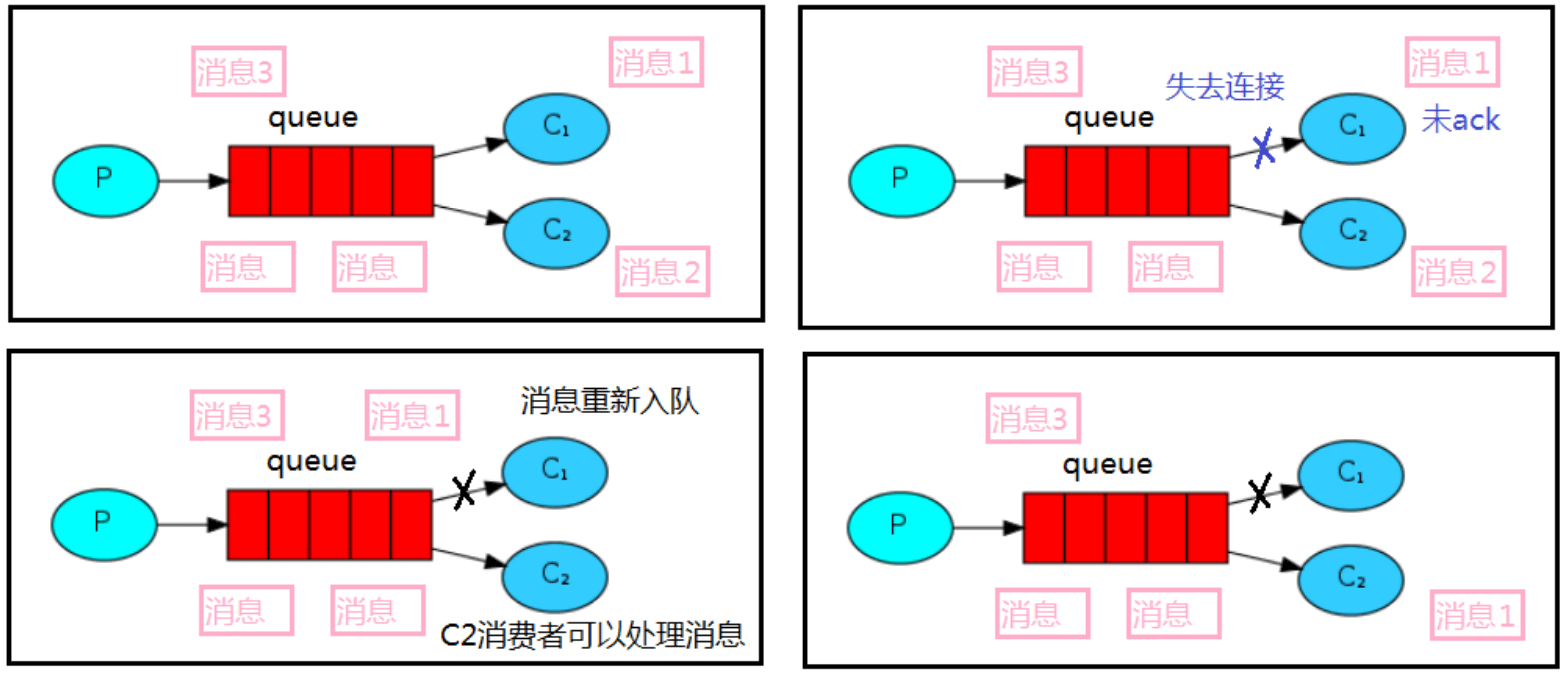 消息3
消息1
queue
C₁
P
C₂
消息
消息
消息2
消息3
失去连接
消息1
queue
C₁
未ack
P
C₂
消息
消息
消息2
消息3
消息1
消息重新入队
queue
C₁
P
C₂
消息
消息
C2消费者可以处理消息
消息3
queue
C₁
P
C₂
消息
消息
消息1